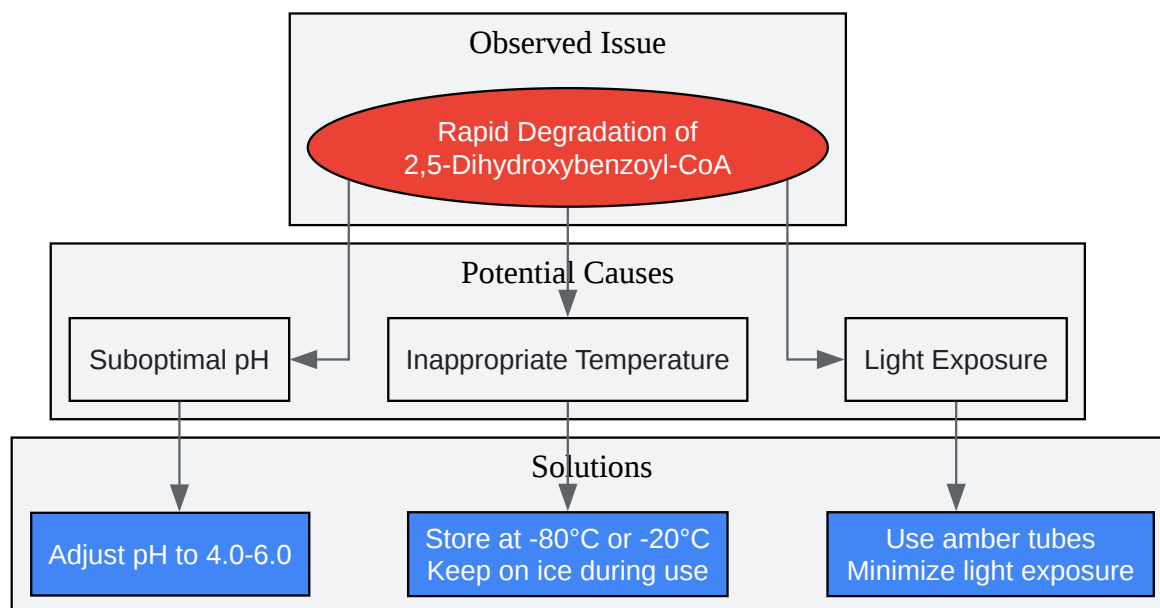 Observed Issue
Rapid Degradation of
2,5-Dihydroxybenzoyl-CoA
Potential Causes
Suboptimal pH
Inappropriate Temperature
Light Exposure
Solutions
Adjust pH to 4.0-6.0
Store at -80°C or -20°C
Keep on ice during use
Use amber tubes
Minimize light exposure